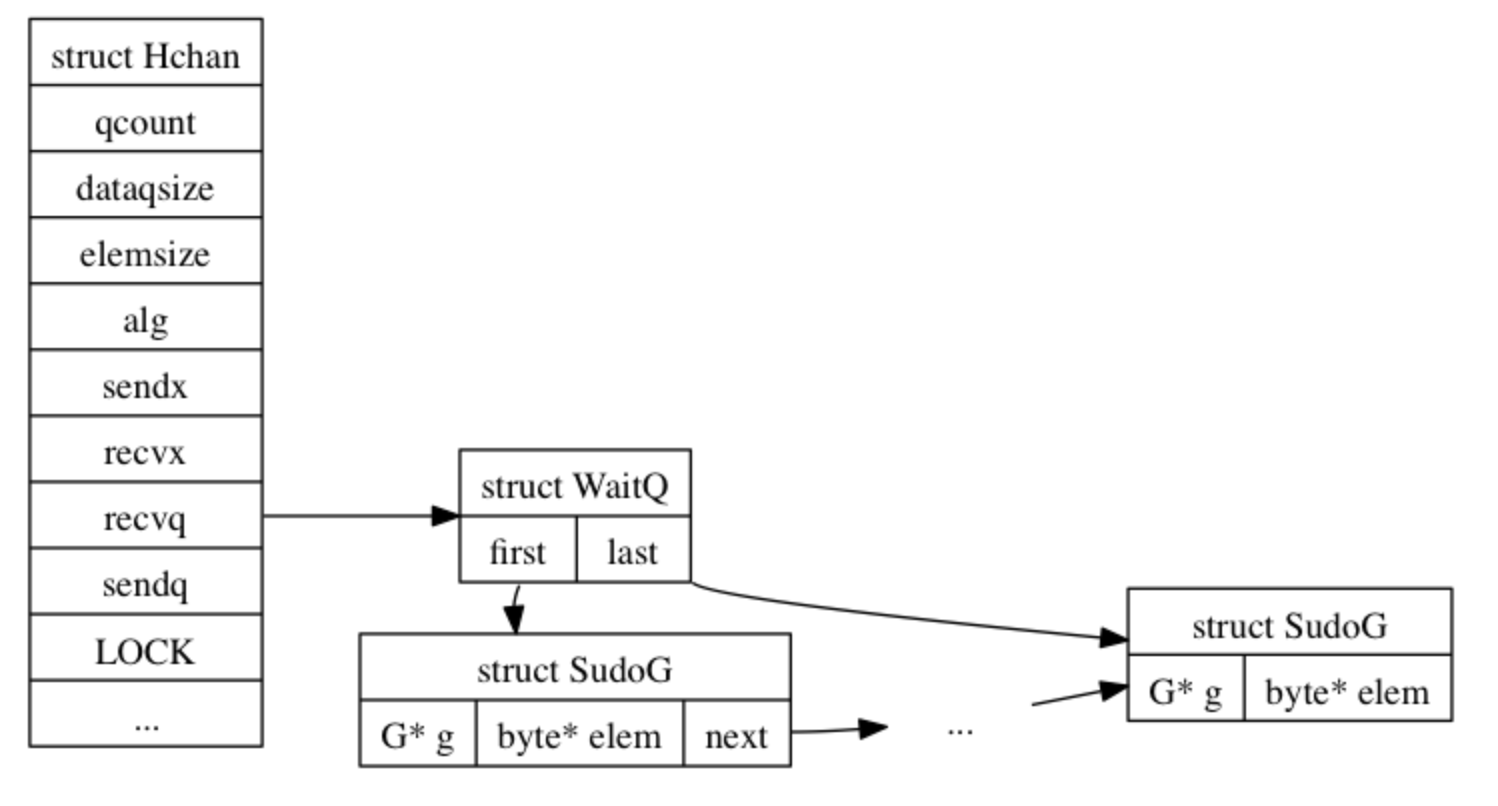 struct Hchan
qcount
dataqsize
elemsize
alg
sendx
recvx
recvq
sendq
LOCK
...
struct WaitQ
first last
struct SudoG
G* g byte* elem next
...
struct SudoG
G* g byte* elem